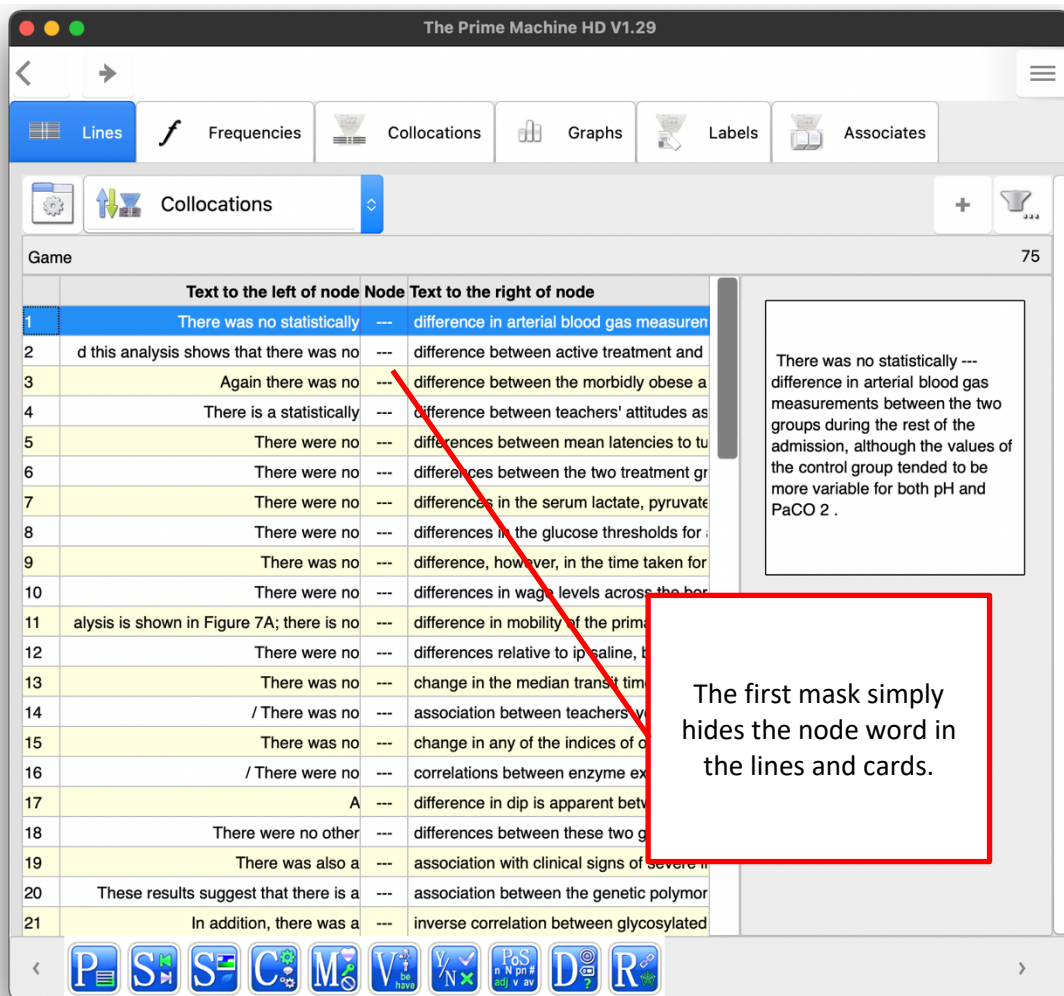 The Prime Machine HD V1.29
Lines
Frequencies
Collocations
Graphs
Labels
Associates
Collocations
Game 75
Text to the left of node Node Text to the right of node
1 There was no statistically --- difference in arterial blood gas measuren
2 d this analysis shows that there was no --- difference between active treatment and
3 Again there was no --- difference between the morbidly obese a
4 There is a statistically --- difference between teachers' attitudes as
5 There were no --- differences between mean latencies to tu
6 There were no --- differences between the two treatment gr
7 There were no --- differences in the serum lactate, pyruvate
8 There were no --- differences in the glucose thresholds for
9 There was no --- difference, however, in the time taken for
10 There were no --- differences in wage levels across the bor
11 alysis is shown in Figure 7A; there is no --- difference in mobility of the prima
12 There were no --- differences relative to ip saline, b
13 There was no --- change in the median transit tim
14 / There was no --- association between teachers' y
15 There was no --- change in any of the indices of o
16 / There were no --- correlations between enzyme ex
17 A --- difference in dip is apparent betw
18 There were no other --- differences between these two g
19 There was also a --- association with clinical signs of severe
20 These results suggest that there is a --- association between the genetic polymor
21 In addition, there was a --- inverse correlation between glycosylated
There was no statistically ---
difference in arterial blood gas
measurements between the two
groups during the rest of the
admission, although the values of
the control group tended to be
more variable for both pH and
PaCO 2 .
The first mask simply
hides the node word in
the lines and cards.
P S S C M V be have Y/N PoS n N pn # adj v av D ? R